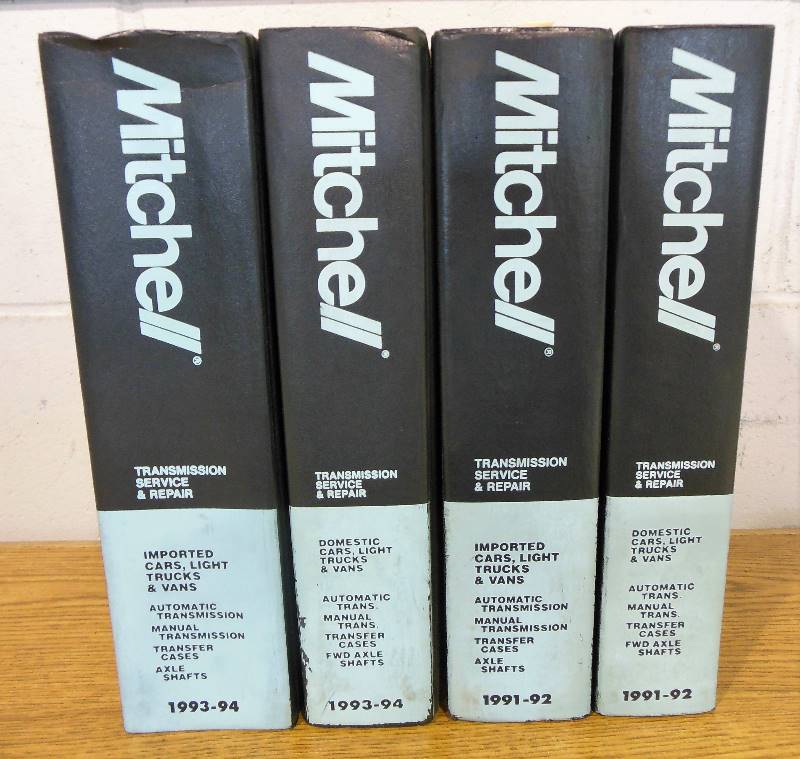 Mitchell®
TRANSMISSION
SERVICE
& REPAIR
IMPORTED
CARS, LIGHT
TRUCKS
& VANS
AUTOMATIC
TRANSMISSION
MANUAL
TRANSMISSION
TRANSFER
CASES
AXLE
SHAFTS
1993-94
Mitchell®
TRANSMISSION
SERVICE
& REPAIR
DOMESTIC
CARS, LIGHT
TRUCKS
& VANS
AUTOMATIC
TRANS.
MANUAL
TRANS.
TRANSFER
CASES
FWD AXLE
SHAFTS
1993-94
Mitchell®
TRANSMISSION
SERVICE
& REPAIR
IMPORTED
CARS, LIGHT
TRUCKS
& VANS
AUTOMATIC
TRANSMISSION
MANUAL
TRANSMISSION
TRANSFER
CASES
AXLE
SHAFTS
1991-92
Mitchell®
TRANSMISSION
SERVICE
& REPAIR
DOMESTIC
CARS, LIGHT
TRUCKS
& VANS
AUTOMATIC
TRANS.
MANUAL
TRANS.
TRANSFER
CASES
FWD AXLE
SHAFTS
1991-92